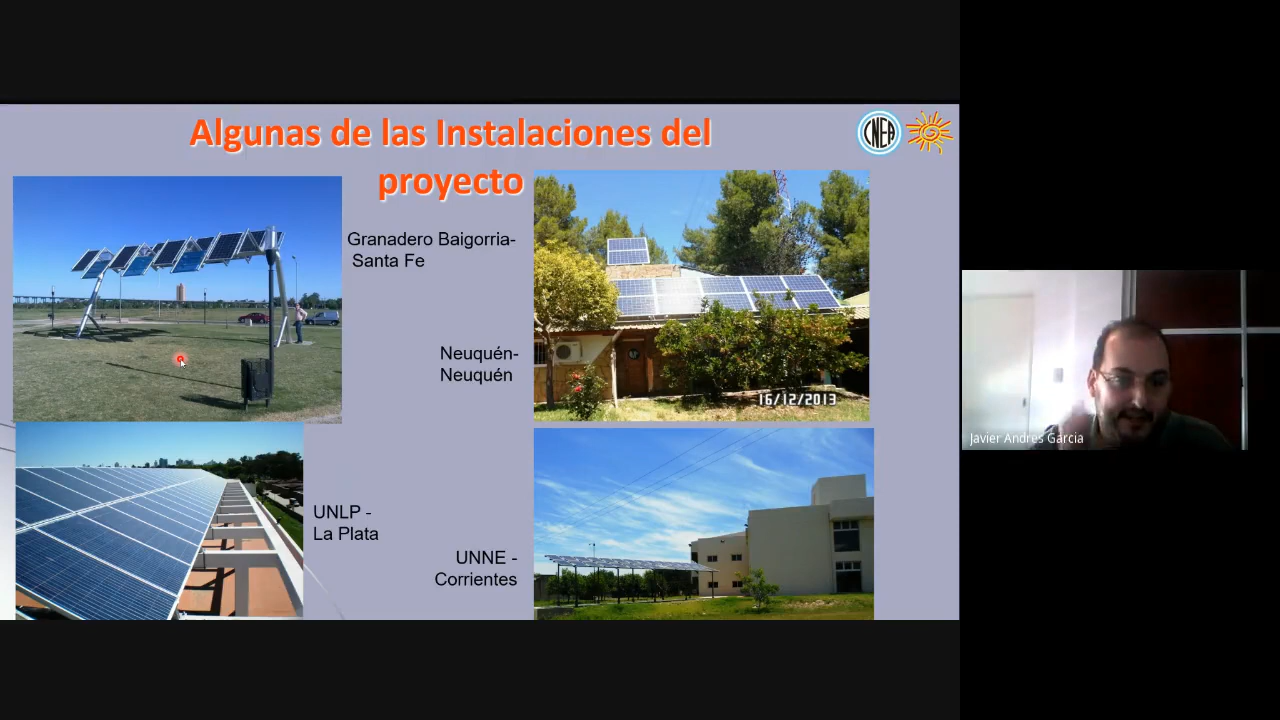 Algunas de las Instalaciones del
proyecto
CNEA
Granadero Baigorria-
Santa Fe
Neuquén-
Neuquén
16/12/2013
UNLP -
La Plata
UNNE -
Corrientes
Javier Andres Garcia